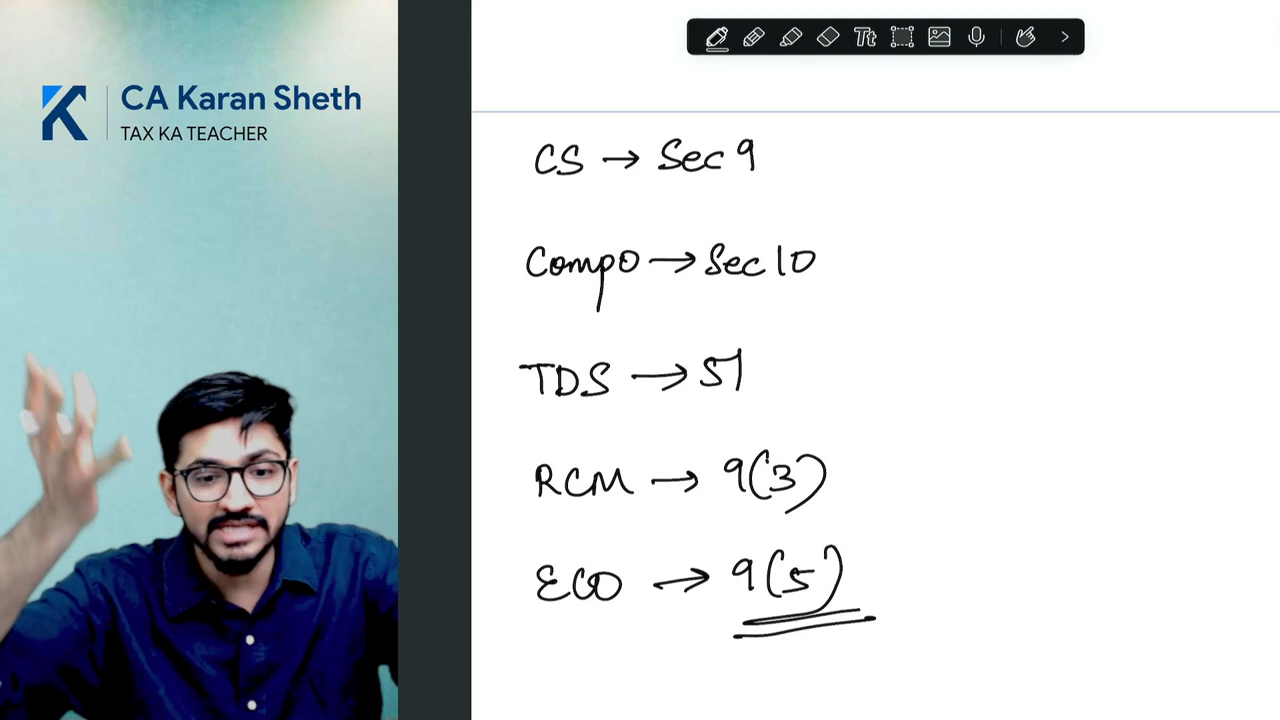 CA Karan Sheth
TAX KA TEACHER
Tt
CS → Sec 9
Compo → Sec 10
TDS → 51
RCM → 9(3)
ECO → 9(5)